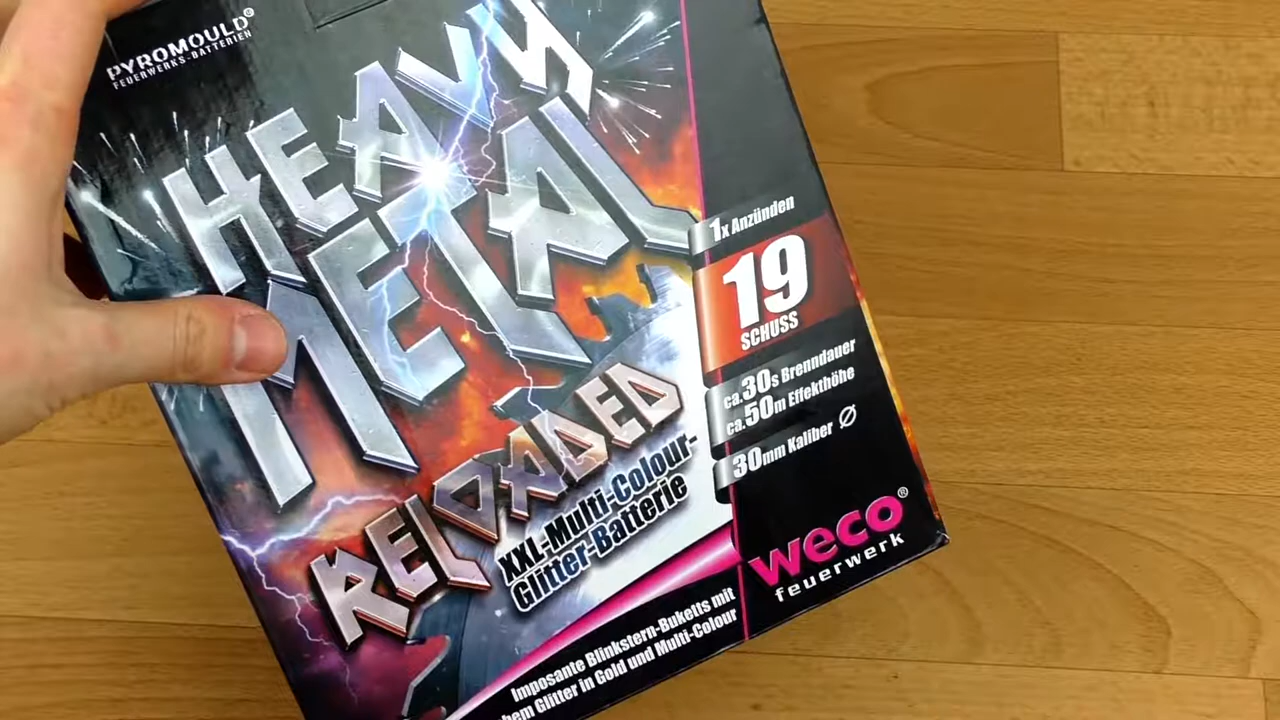 PYROMOULD®
FEUERWERKS-BATTERIEN
HEAVY
METAL
RELOADED
XXL-Multi-Colour-
Glitter-Batterie
Imposante Blinkstern-Buketts mit
Glitter in Gold und Multi-Colour
1x Anzünden
19
SCHUSS
ca. 30s Brenndauer
ca. 50m Effekthöhe
30mm Kaliber Ø
weco®
feuerwerk